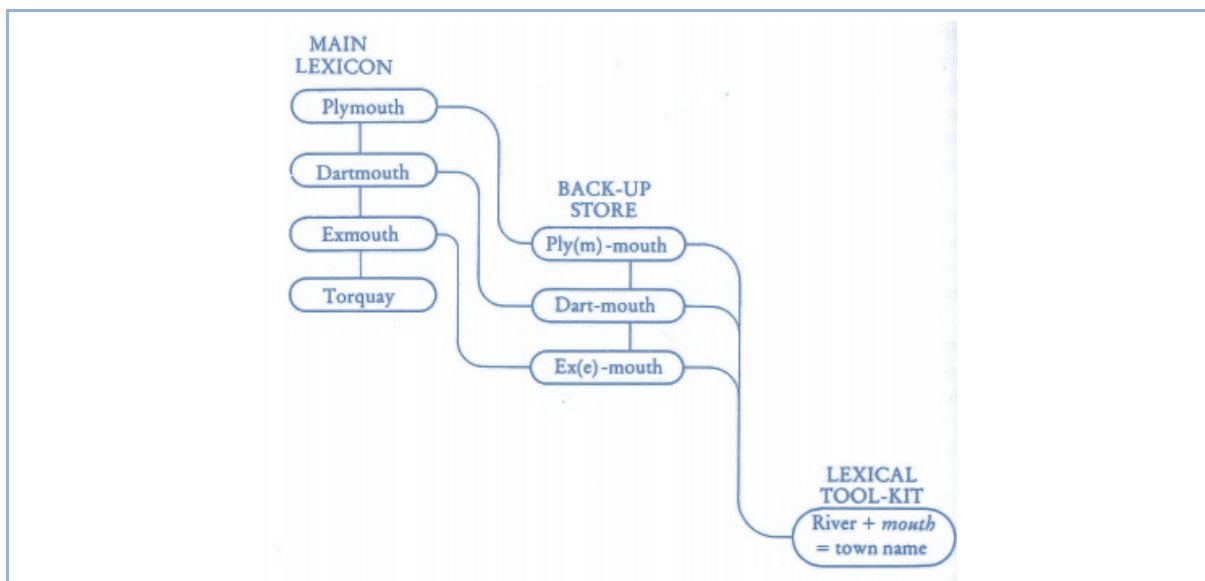 MAIN
LEXICON
Plymouth
Dartmouth
Exmouth
Torquay
BACK-UP
STORE
Ply(m)-mouth
Dart-mouth
Ex(e)-mouth
LEXICAL
TOOL-KIT
River + mouth
= town name